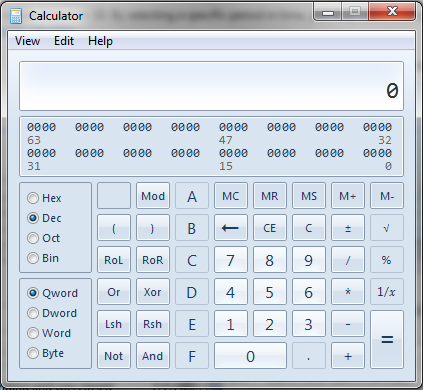 Calculator
View Edit Help
0
0000 0000 0000 0000 0000 0000 0000 0000
63 47 32
0000 0000 0000 0000 0000 0000 0000 0000
31 15 0
Hex Mod A MC MR MS M+ M-
Dec ( ) B ← CE C ± √
Oct RoL RoR C 7 8 9 / %
Bin
Qword Or Xor D 4 5 6 * 1/x
Dword
Word Lsh Rsh E 1 2 3 - =
Byte Not And F 0 . +